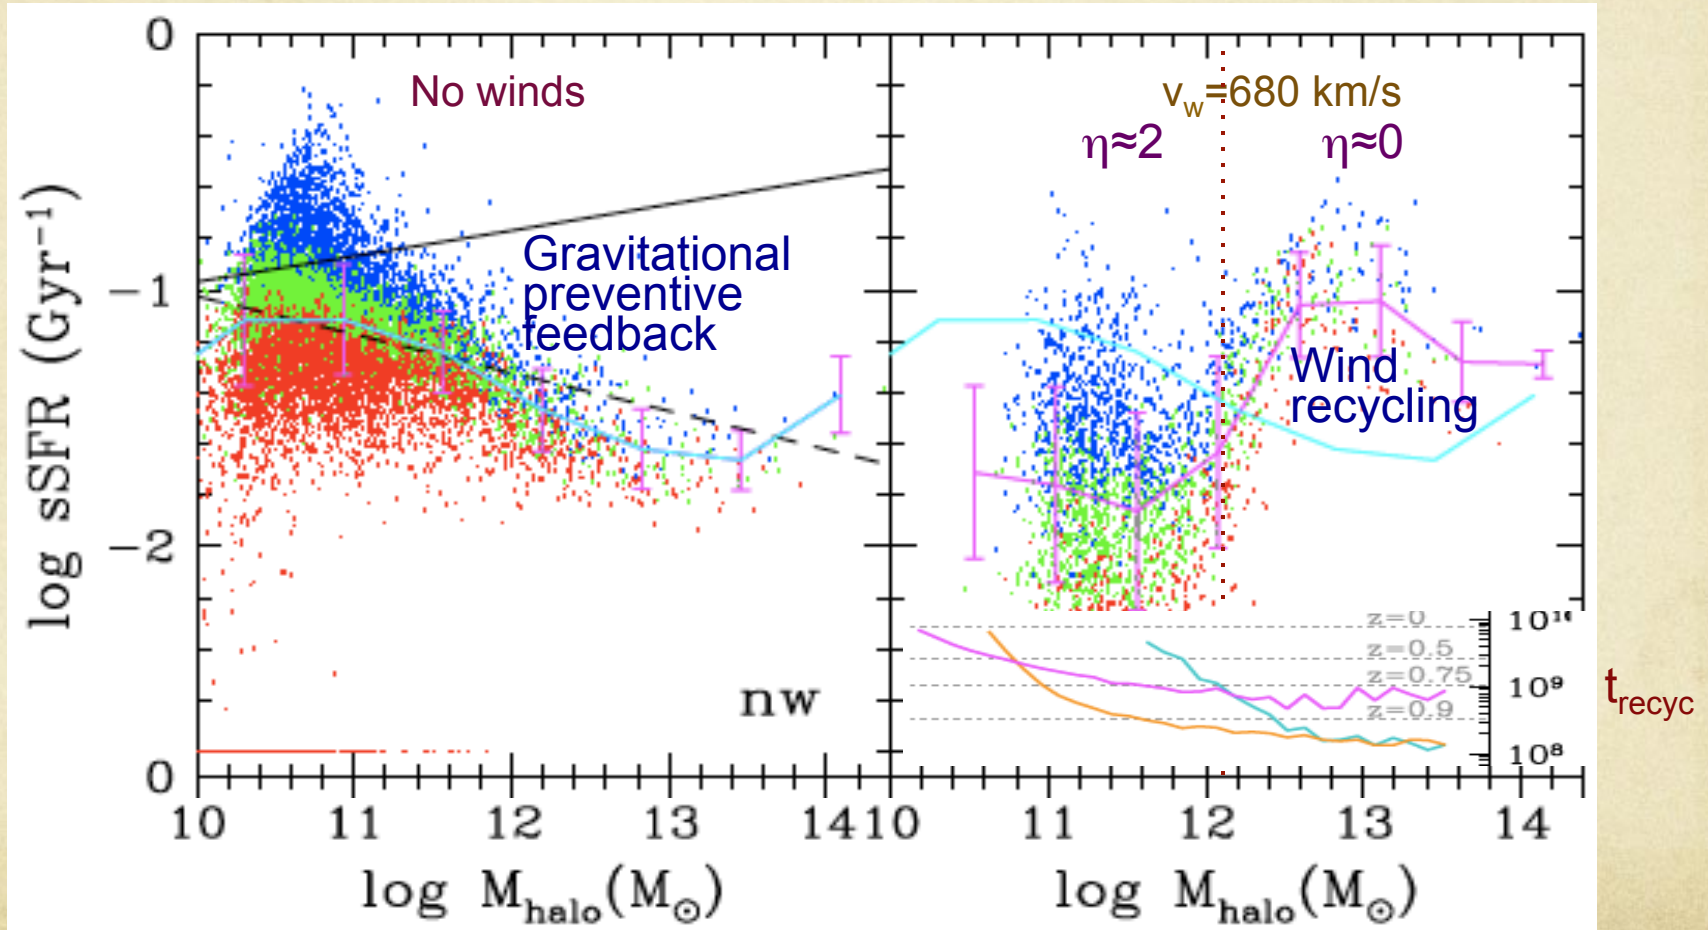 0
No winds
v_w=680 km/s
η≈2
η≈0
log sSFR (Gyr⁻¹)
Gravitational
preventive
feedback
−1
Wind
recycling
−2
z=0
z=0.5
z=0.75
10⁹
z=0.9
10⁸
t_recyc
nw
0
10
11
12
13
14
10
11
12
13
14
log M_halo(M_⊙)
log M_halo(M_⊙)